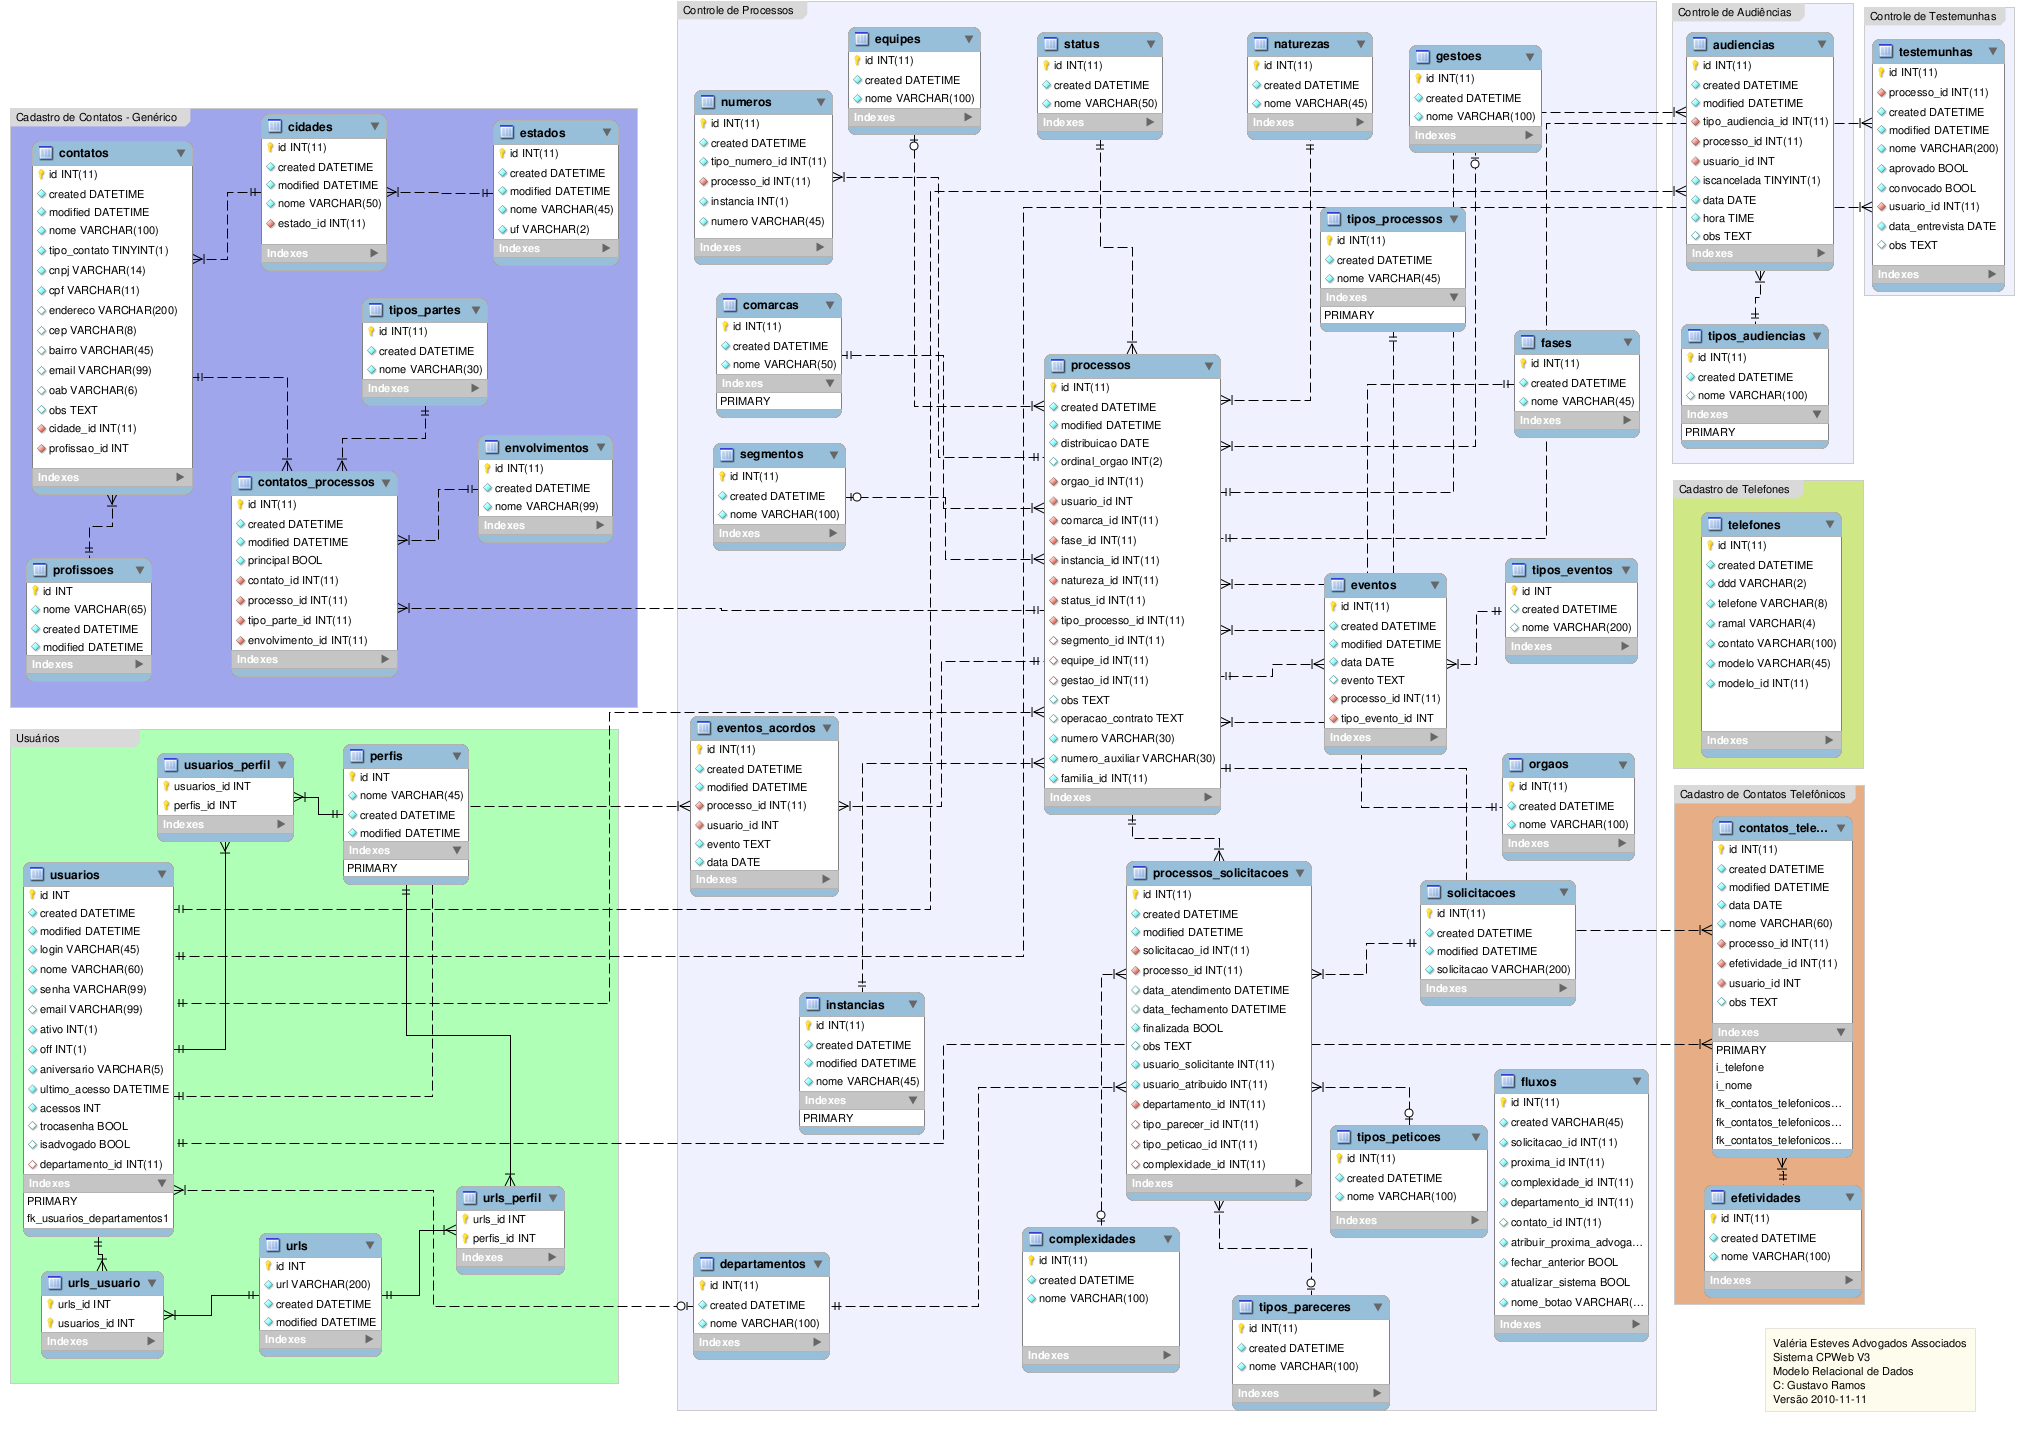 Cadastro de Contatos - Genérico
contatos
id INT(11)
created DATETIME
modified DATETIME
nome VARCHAR(100)
tipo_contato TINYINT(1)
cnpj VARCHAR(14)
cpf VARCHAR(11)
endereco VARCHAR(200)
cep VARCHAR(8)
bairro VARCHAR(45)
email VARCHAR(99)
oab VARCHAR(6)
obs TEXT
cidade_id INT(11)
profissao_id INT
Indexes
cidades
id INT(11)
created DATETIME
modified DATETIME
nome VARCHAR(50)
estado_id INT(11)
Indexes
estados
id INT(11)
created DATETIME
modified DATETIME
nome VARCHAR(45)
uf VARCHAR(2)
Indexes
tipos_partes
id INT(11)
created DATETIME
nome VARCHAR(30)
Indexes
envolvimentos
id INT(11)
created DATETIME
nome VARCHAR(99)
Indexes
contatos_processos
id INT(11)
created DATETIME
modified DATETIME
principal BOOL
contato_id INT(11)
processo_id INT(11)
tipo_parte_id INT(11)
envolvimento_id INT(11)
Indexes
profissoes
id INT
nome VARCHAR(65)
created DATETIME
modified DATETIME
Indexes
Usuários
usuarios_perfil
usuarios_id INT
perfis_id INT
Indexes
perfis
id INT
nome VARCHAR(45)
created DATETIME
modified DATETIME
Indexes
PRIMARY
usuarios
id INT
created DATETIME
modified DATETIME
login VARCHAR(45)
nome VARCHAR(60)
senha VARCHAR(99)
email VARCHAR(99)
ativo INT(1)
off INT(1)
aniversario VARCHAR(5)
ultimo_acesso DATETIME
acessos INT
trocasenha BOOL
isadvogado BOOL
departamento_id INT(11)
Indexes
PRIMARY
fk_usuarios_departamentos1
urls_perfil
urls_id INT
perfis_id INT
Indexes
urls
id INT
url VARCHAR(200)
created DATETIME
modified DATETIME
Indexes
urls_usuario
urls_id INT
usuarios_id INT
Indexes
Controle de Processos
equipes
id INT(11)
created DATETIME
nome VARCHAR(100)
Indexes
status
id INT(11)
created DATETIME
nome VARCHAR(50)
Indexes
naturezas
id INT(11)
created DATETIME
nome VARCHAR(45)
Indexes
gestoes
id INT(11)
created DATETIME
nome VARCHAR(100)
Indexes
numeros
id INT(11)
created DATETIME
tipo_numero_id INT(11)
processo_id INT(11)
instancia INT(1)
numero VARCHAR(45)
Indexes
tipos_processos
id INT(11)
created DATETIME
nome VARCHAR(45)
Indexes
PRIMARY
comarcas
id INT(11)
created DATETIME
nome VARCHAR(50)
Indexes
PRIMARY
fases
id INT(11)
created DATETIME
nome VARCHAR(45)
Indexes
segmentos
id INT(11)
created DATETIME
nome VARCHAR(100)
Indexes
processos
id INT(11)
created DATETIME
modified DATETIME
distribuicao DATE
ordinal_orgao INT(2)
orgao_id INT(11)
usuario_id INT
comarca_id INT(11)
fase_id INT(11)
instancia_id INT(11)
natureza_id INT(11)
status_id INT(11)
tipo_processo_id INT(11)
segmento_id INT(11)
equipe_id INT(11)
gestao_id INT(11)
obs TEXT
operacao_contrato TEXT
numero VARCHAR(30)
numero_auxiliar VARCHAR(30)
familia_id INT(11)
Indexes
eventos
id INT(11)
created DATETIME
modified DATETIME
data DATE
evento TEXT
processo_id INT(11)
tipo_evento_id INT
Indexes
tipos_eventos
id INT
created DATETIME
nome VARCHAR(200)
Indexes
eventos_acordos
id INT(11)
created DATETIME
modified DATETIME
processo_id INT(11)
usuario_id INT
evento TEXT
data DATE
Indexes
orgaos
id INT(11)
created DATETIME
nome VARCHAR(100)
Indexes
processos_solicitacoes
id INT(11)
created DATETIME
modified DATETIME
solicitacao_id INT(11)
processo_id INT(11)
data_atendimento DATETIME
data_fechamento DATETIME
finalizada BOOL
obs TEXT
usuario_solicitante INT(11)
usuario_atribuido INT(11)
departamento_id INT(11)
tipo_parecer_id INT(11)
tipo_peticao_id INT(11)
complexidade_id INT(11)
Indexes
solicitacoes
id INT(11)
created DATETIME
modified DATETIME
solicitacao VARCHAR(200)
Indexes
instancias
id INT(11)
created DATETIME
modified DATETIME
nome VARCHAR(45)
Indexes
PRIMARY
tipos_peticoes
id INT(11)
created DATETIME
nome VARCHAR(100)
Indexes
fluxos
id INT(11)
created VARCHAR(45)
solicitacao_id INT(11)
proxima_id INT(11)
complexidade_id INT(11)
departamento_id INT(11)
contato_id INT(11)
atribuir_proxima_advoga...
fechar_anterior BOOL
atualizar_sistema BOOL
nome_botao VARCHAR(...
Indexes
departamentos
id INT(11)
created DATETIME
nome VARCHAR(100)
Indexes
complexidades
id INT(11)
created DATETIME
nome VARCHAR(100)
Indexes
tipos_pareceres
id INT(11)
created DATETIME
nome VARCHAR(100)
Indexes
Controle de Audiências
audiencias
id INT(11)
created DATETIME
modified DATETIME
tipo_audiencia_id INT(11)
processo_id INT(11)
usuario_id INT
iscancelada TINYINT(1)
data DATE
hora TIME
obs TEXT
Indexes
tipos_audiencias
id INT(11)
created DATETIME
nome VARCHAR(100)
Indexes
PRIMARY
Controle de Testemunhas
testemunhas
id INT(11)
processo_id INT(11)
created DATETIME
modified DATETIME
nome VARCHAR(200)
aprovado BOOL
convocado BOOL
usuario_id INT(11)
data_entrevista DATE
obs TEXT
Indexes
Cadastro de Telefones
telefones
id INT(11)
created DATETIME
ddd VARCHAR(2)
telefone VARCHAR(8)
ramal VARCHAR(4)
contato VARCHAR(100)
modelo VARCHAR(45)
modelo_id INT(11)
Indexes
Cadastro de Contatos Telefônicos
contatos_tele...
id INT(11)
created DATETIME
modified DATETIME
data DATE
nome VARCHAR(60)
processo_id INT(11)
efetividade_id INT(11)
usuario_id INT
obs TEXT
Indexes
PRIMARY
i_telefone
i_nome
fk_contatos_telefonicos...
fk_contatos_telefonicos...
fk_contatos_telefonicos...
efetividades
id INT(11)
created DATETIME
nome VARCHAR(100)
Indexes
Valéria Esteves Advogados Associados
Sistema CPWeb V3
Modelo Relacional de Dados
C: Gustavo Ramos
Versão 2010-11-11